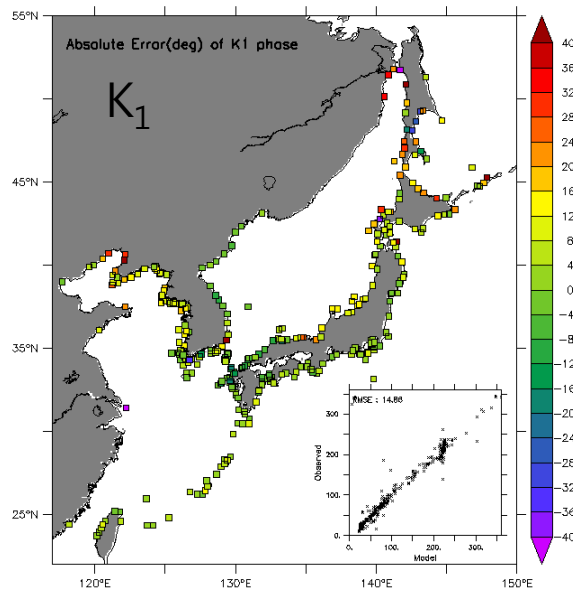 55°N
45°N
35°N
25°N
Absolute Error(deg) of K1 phase
K₁
120°E
130°E
140°E
150°E
40
36
32
28
24
20
16
12
8
4
0
-4
-8
-12
-16
-20
-24
-28
-32
-36
-40
RMSE : 14.86
Observed
300.
200.
100.
0.
0.
100.
200.
300.
Model